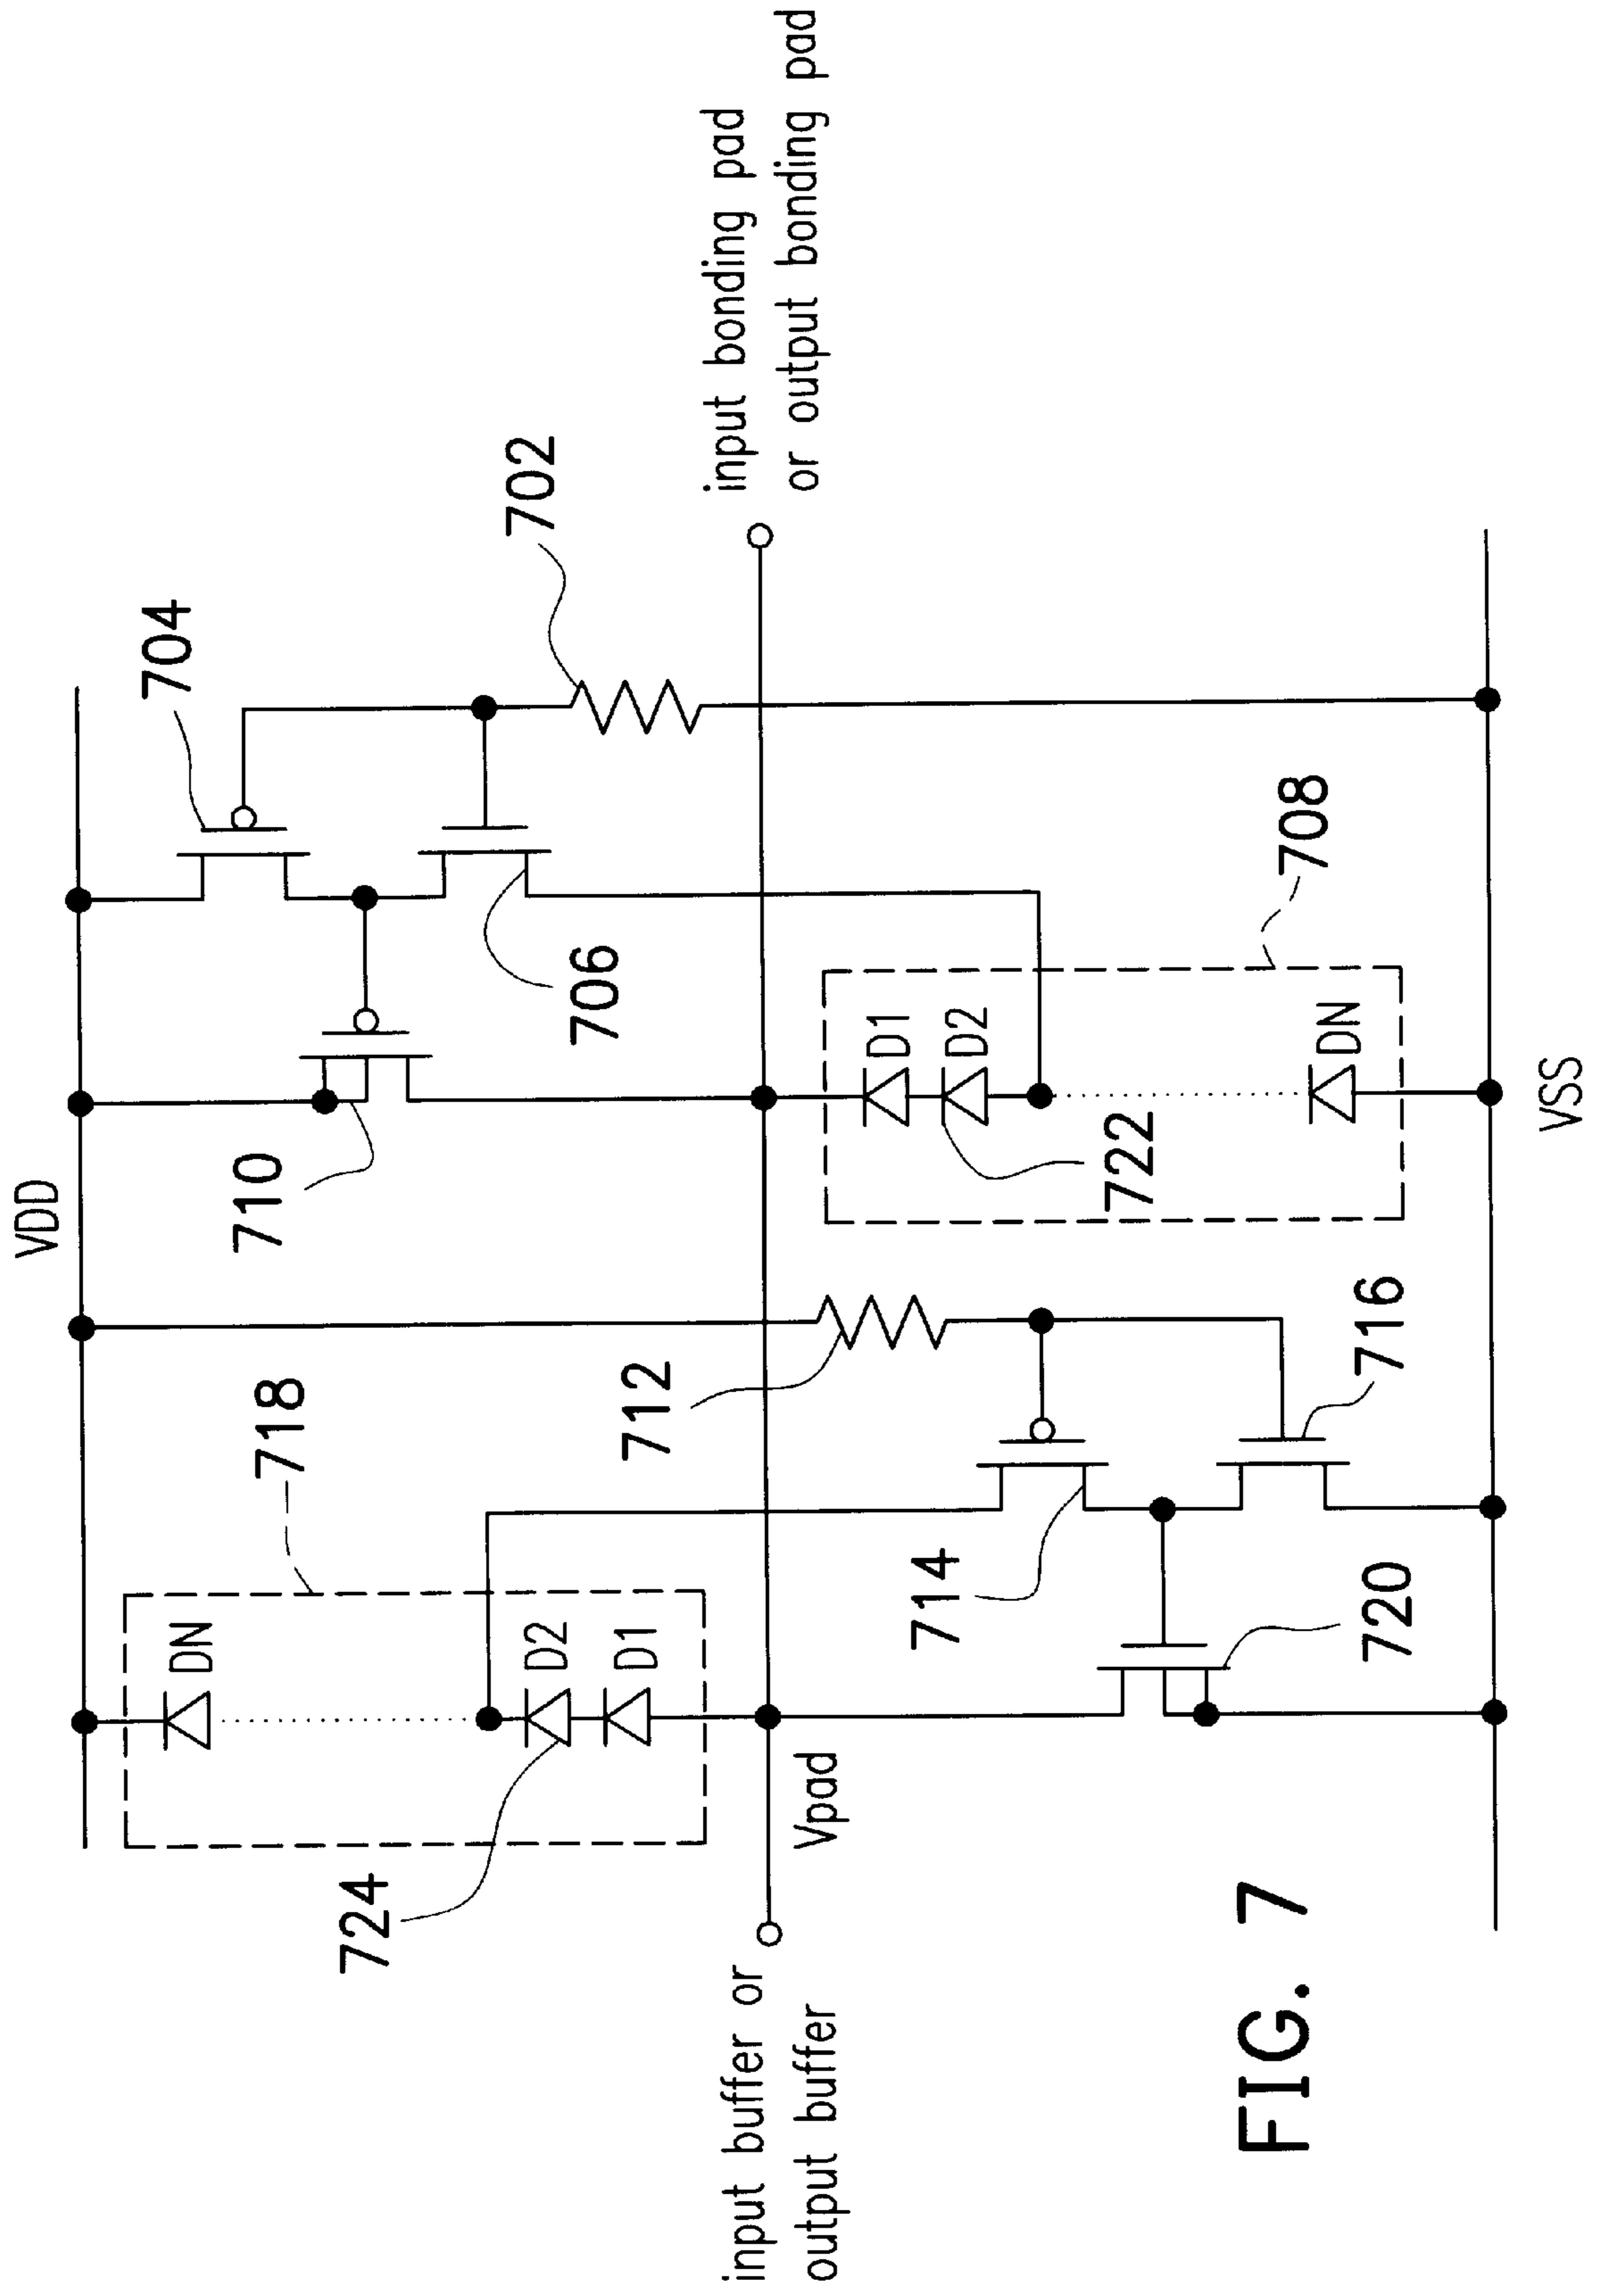 VDD
718
DN
D2
D1
724
712
710
704
706
702
input buffer or
output buffer
Vpad
input bonding pad
or output bonding pad
714
716
720
D1
D2
DN
722
708
VSS
FIG. 7